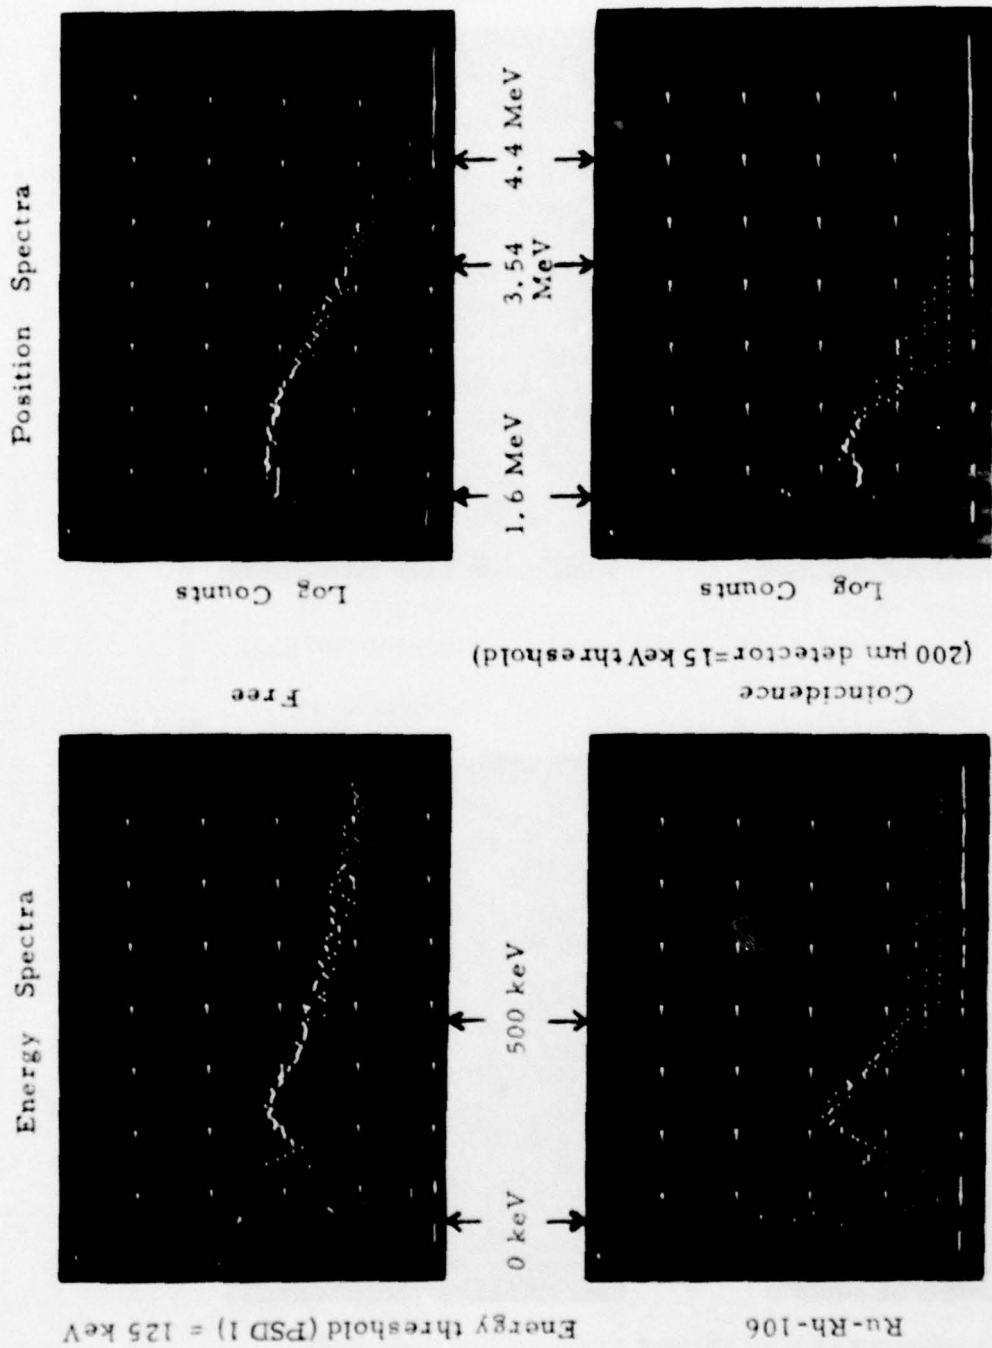 Energy Spectra
Position Spectra
Free
Log Counts
0 keV
500 keV
1.6 MeV
3.54
MeV
4.4 MeV
Coincidence
(200 µm detector=15 keV threshold)
Log Counts
Energy threshold (PSD 1) = 125 keV
Ru-Rh-106